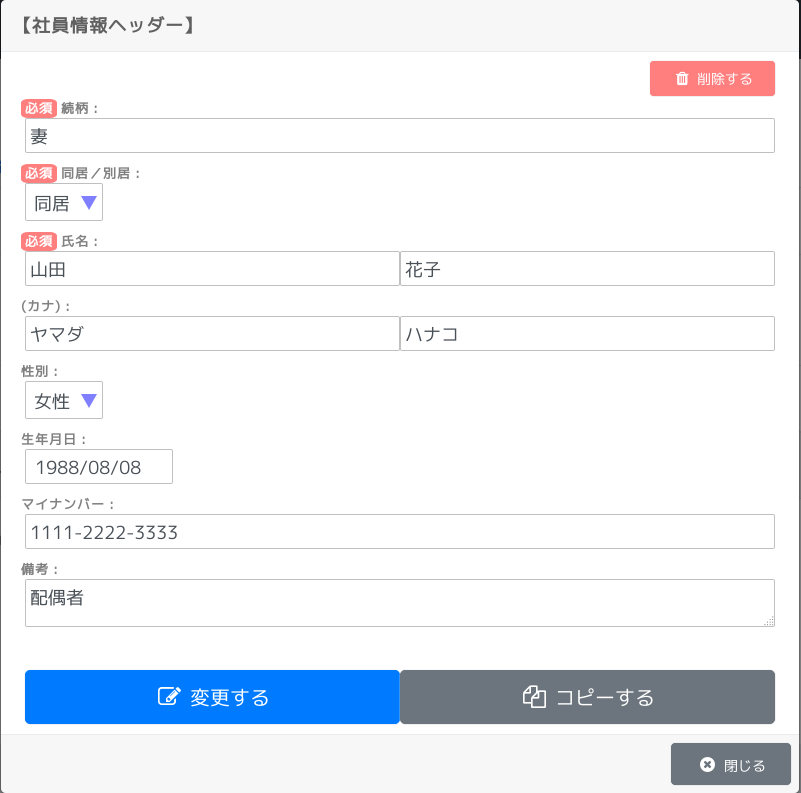 【社員情報ヘッダー】
削除する
必須 続柄 :
妻
必須 同居／別居 :
同居 ▼
必須 氏名 :
山田 花子
(カナ) :
ヤマダ ハナコ
性別 :
女性 ▼
生年月日 :
1988/08/08
マイナンバー :
1111-2222-3333
備考 :
配偶者
変更する コピーする
閉じる